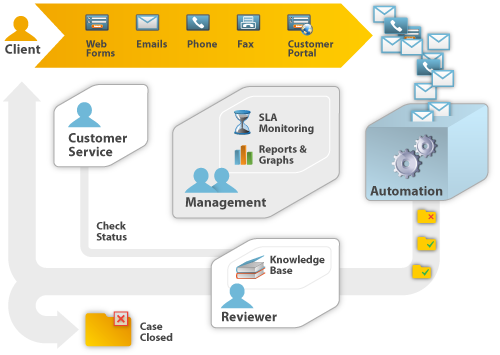 Client
Web
Forms
Emails
Phone
Fax
Customer
Portal
Customer
Service
SLA
Monitoring
Reports &
Graphs
Management
Automation
Check
Status
Knowledge
Base
Reviewer
Case
Closed